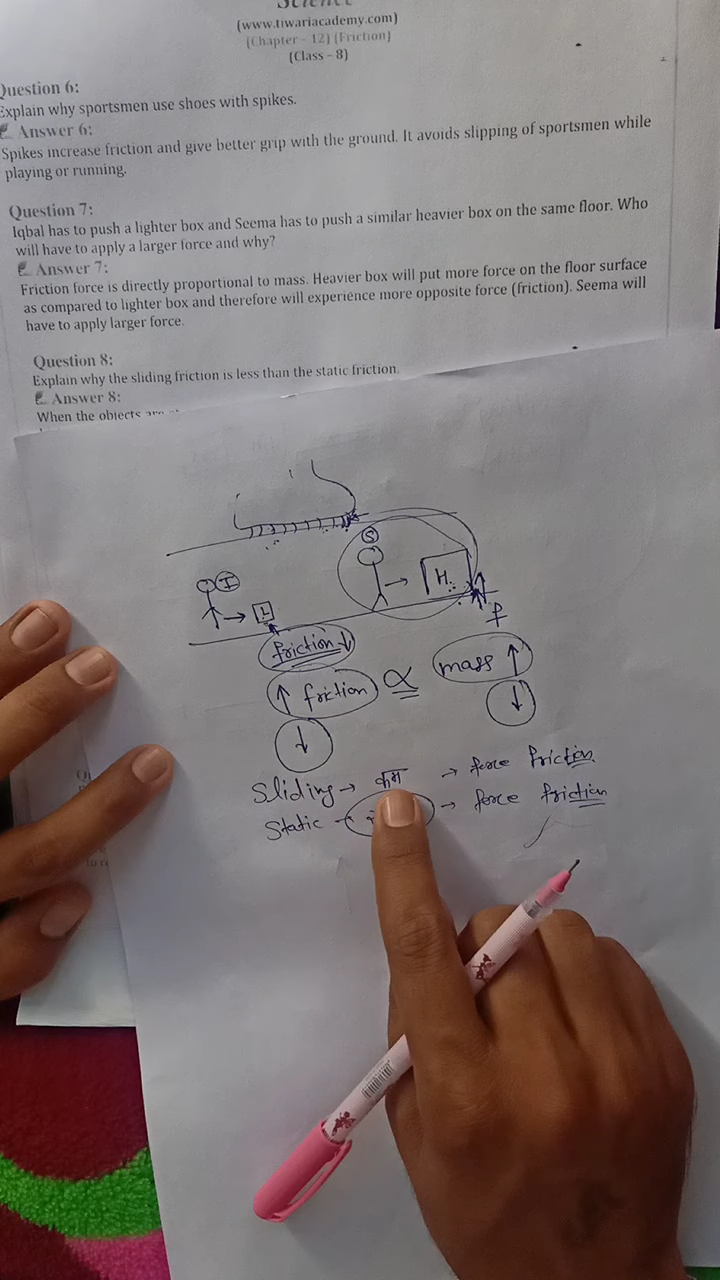 Science
(www.tiwariacademy.com)
(Chapter – 12) (Friction)
(Class – 8)
Question 6:
Explain why sportsmen use shoes with spikes.
Answer 6:
Spikes increase friction and give better grip with the ground. It avoids slipping of sportsmen while
playing or running.
Question 7:
Iqbal has to push a lighter box and Seema has to push a similar heavier box on the same floor. Who
will have to apply a larger force and why?
Answer 7:
Friction force is directly proportional to mass. Heavier box will put more force on the floor surface
as compared to lighter box and therefore will experience more opposite force (friction). Seema will
have to apply larger force.
Question 8:
Explain why the sliding friction is less than the static friction.
Answer 8:
When the objects are
S
I
L
H
f
friction ↓
↑ friction ∝ mass ↑
↓ ↓
Sliding → कम → force friction
Static → → force friction